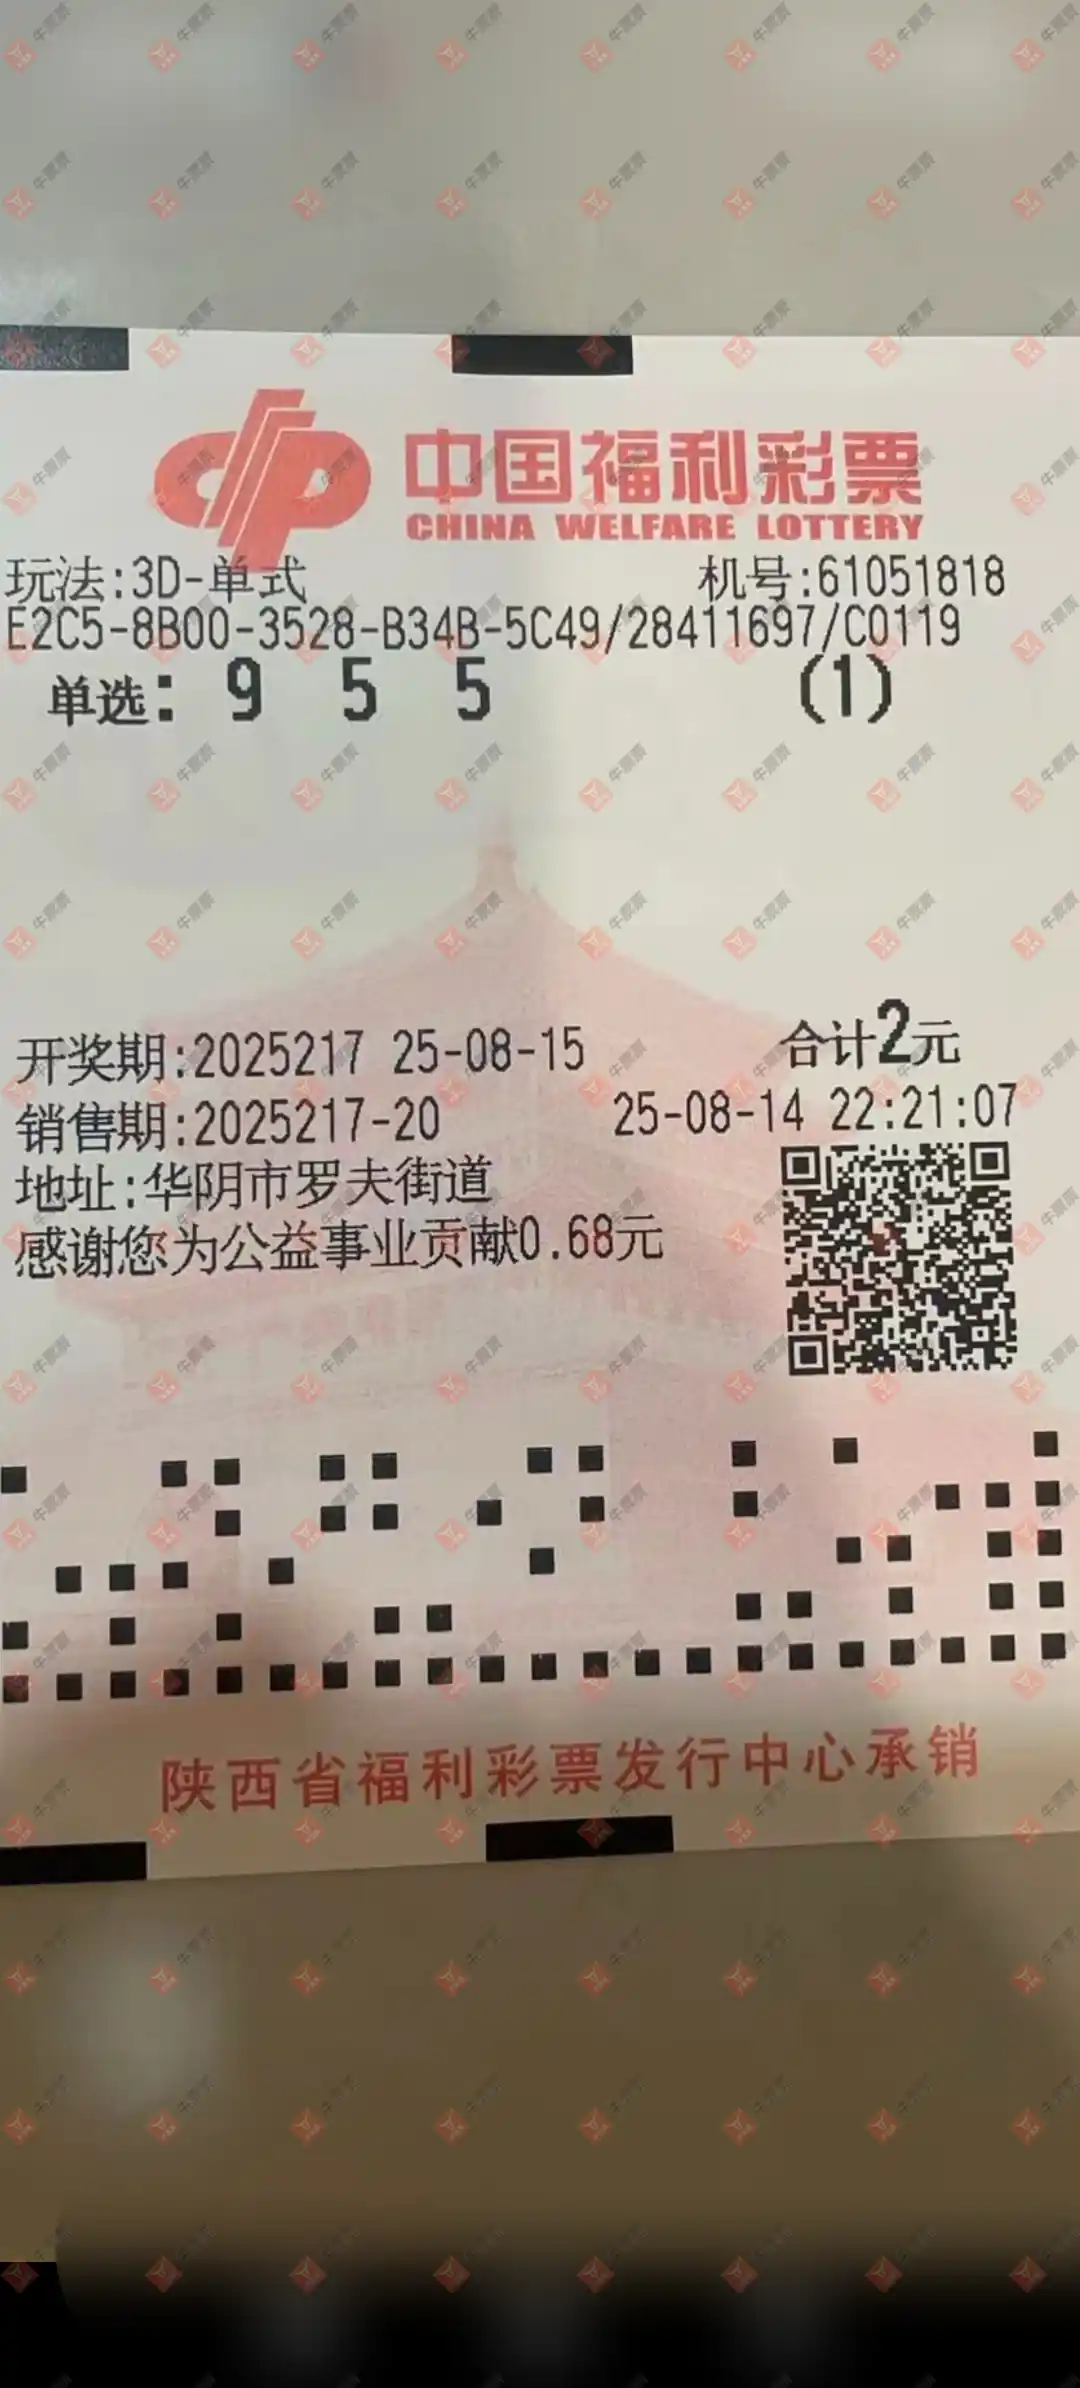 中国福利彩票
CHINA WELFARE LOTTERY
玩法:3D-单式 机号:61051818
E2C5-8B00-3528-B34B-5C49/28411697/C0119
单选: 9 5 5 (1)
开奖期:2025217 25-08-15 合计2元
销售期:2025217-20 25-08-14 22:21:07
地址:华阴市罗夫街道
感谢您为公益事业贡献0.68元
陕西省福利彩票发行中心承销
牛票票